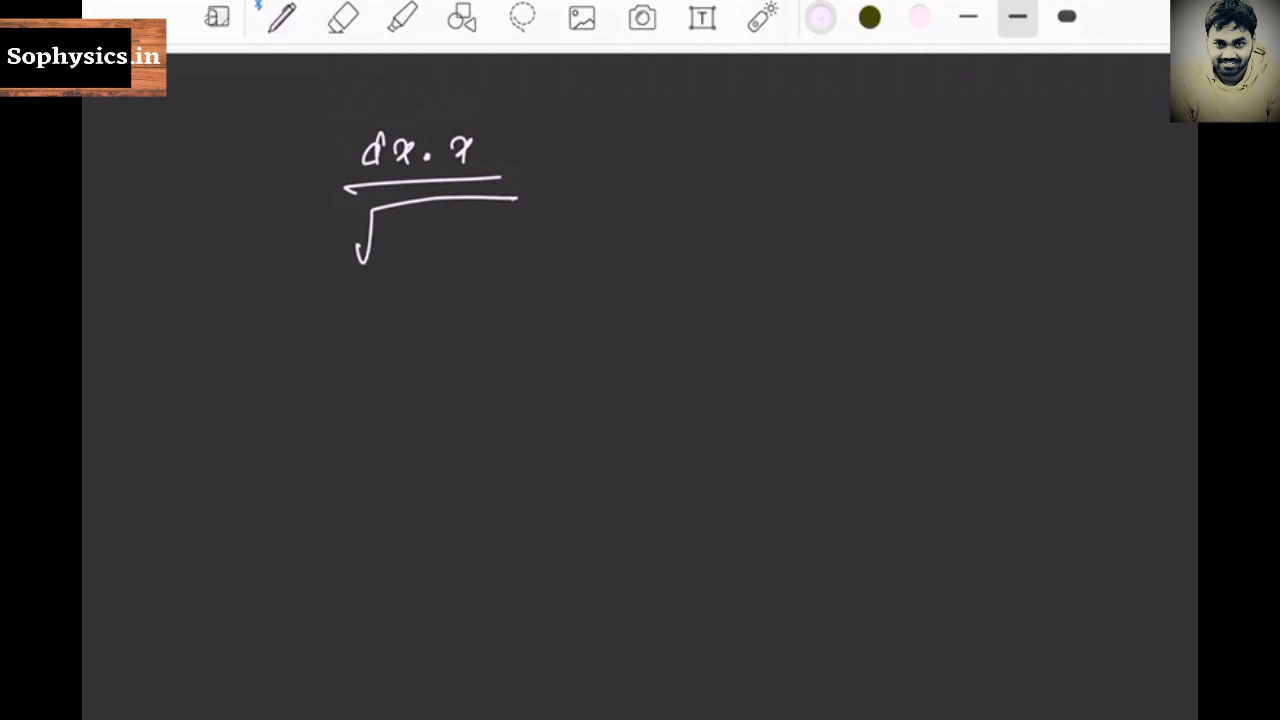 Sophysics.in
dx . x
√